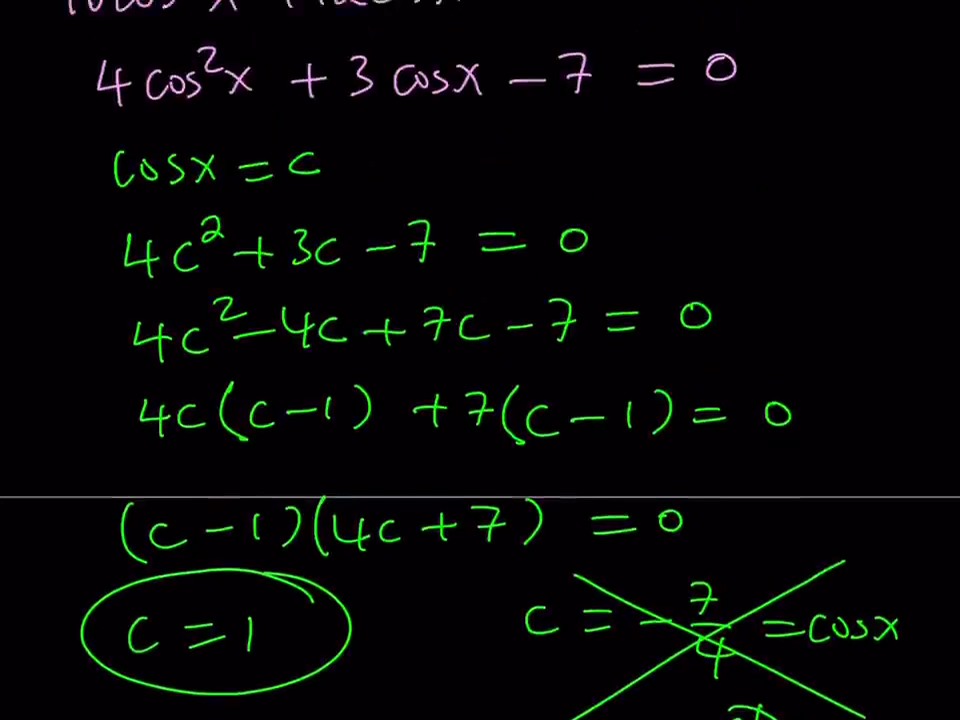 4cos²x + 3cosx - 7 = 0
cosx = c
4c² + 3c - 7 = 0
4c² - 4c + 7c - 7 = 0
4c(c-1) + 7(c-1) = 0
(c-1)(4c+7) = 0
c = 1
c = -7/4 = cosx